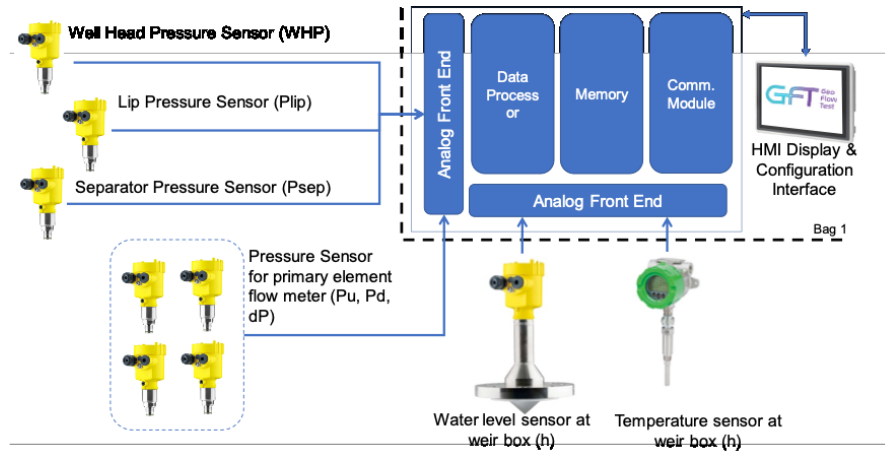 Well Head Pressure Sensor (WHP)
Lip Pressure Sensor (Plip)
Separator Pressure Sensor (Psep)
Pressure Sensor
for primary element
flow meter (Pu, Pd,
dP)
Analog Front End
Data
Process
or
Memory
Comm.
Module
Analog Front End
Bag 1
GFT
Geo
Flow
Test
HMI Display &
Configuration
Interface
Water level sensor at
weir box (h)
Temperature sensor at
weir box (h)